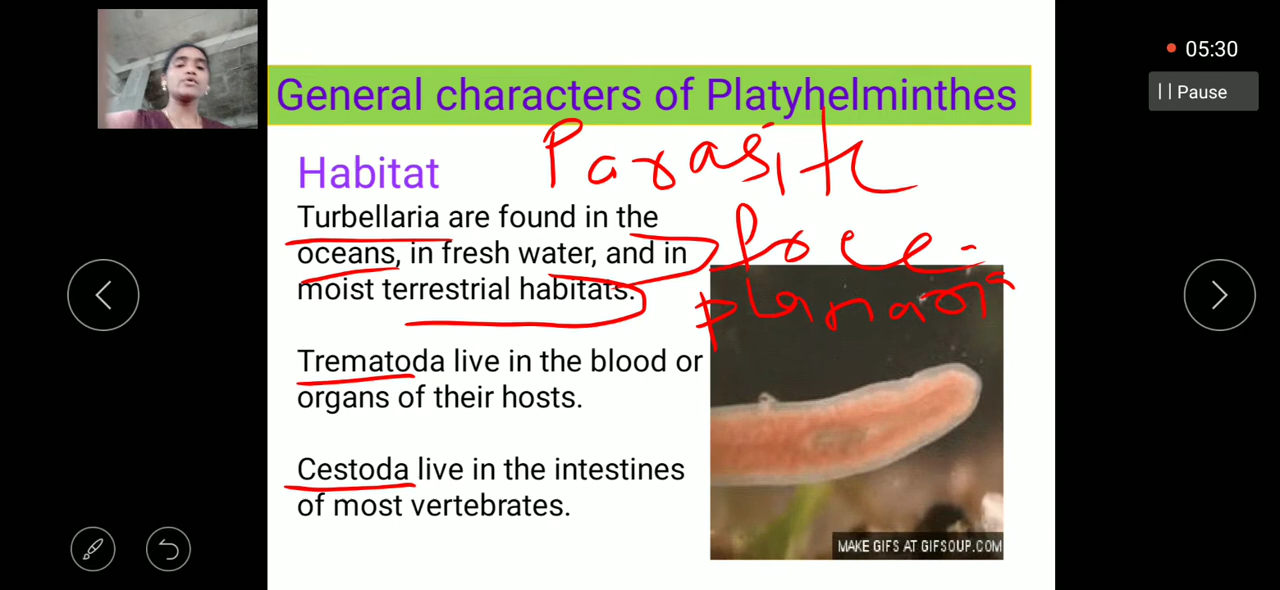 General characters of Platyhelminthes
05:30
Pause
Parasite
Habitat
Turbellaria are found in the
oceans, in fresh water, and in
moist terrestrial habitats.
planaria
Trematoda live in the blood or
organs of their hosts.
Cestoda live in the intestines
of most vertebrates.
MAKE GIFS AT GIFSOUP.COM